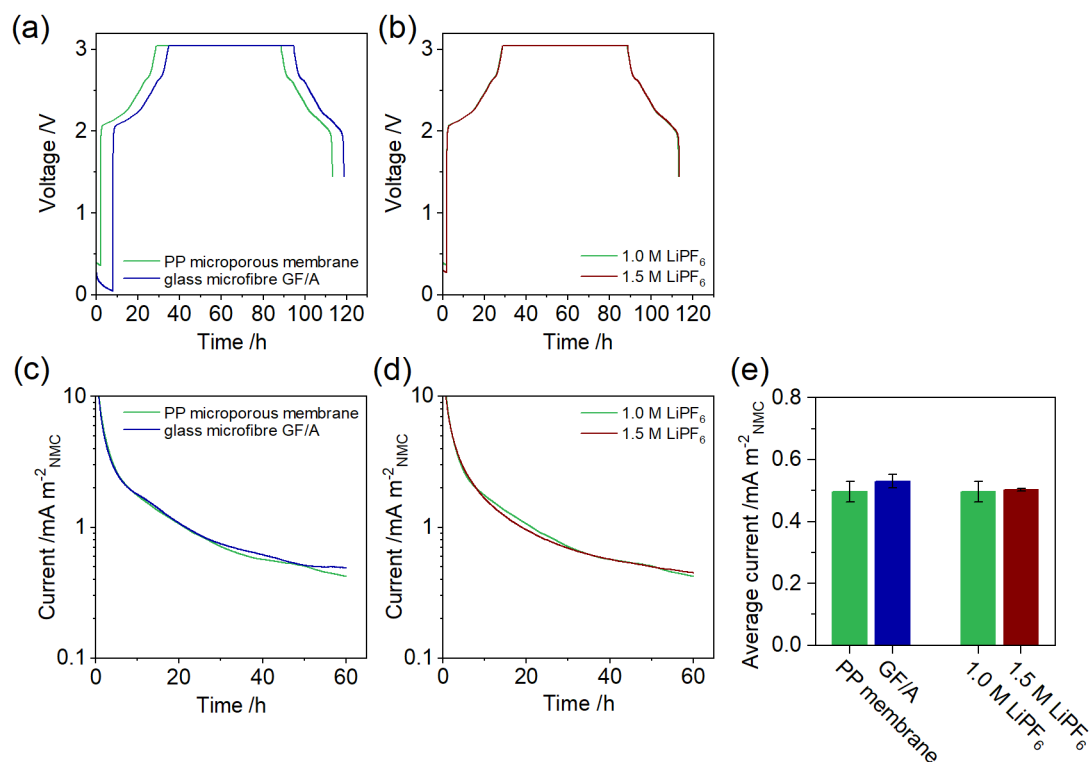 (a)
Voltage /V
3
2
1
0
PP microporous membrane
glass microfibre GF/A
0 20 40 60 80 100 120
Time /h
(b)
Voltage /V
3
2
1
0
1.0 M LiPF6
1.5 M LiPF6
0 20 40 60 80 100 120
Time /h
(c)
Current /mA m-2NMC
10
1
0.1
PP microporous membrane
glass microfibre GF/A
0 20 40 60
Time /h
(d)
Current /mA m-2NMC
10
1
0.1
1.0 M LiPF6
1.5 M LiPF6
0 20 40 60
Time /h
(e)
Average current /mA m-2NMC
0.8
0.6
0.4
0.2
0.0
PP membrane
GF/A
1.0 M LiPF6
1.5 M LiPF6